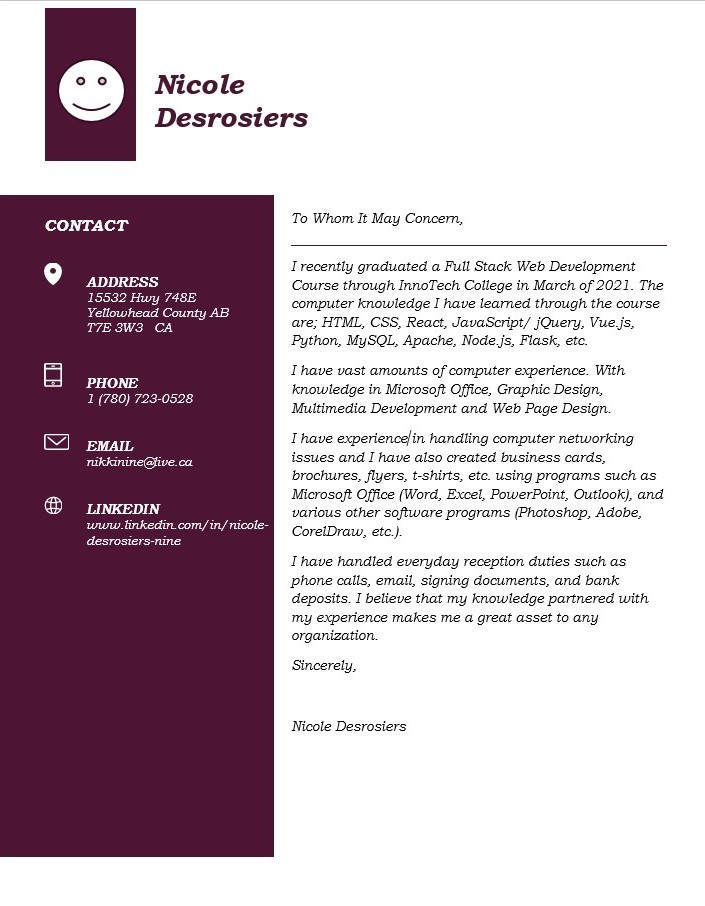 Nicole
Desrosiers
CONTACT
ADDRESS
15532 Hwy 748E
Yellowhead County AB
T7E 3W3   CA
PHONE
1 (780) 723-0528
EMAIL
nikkinine@live.ca
LINKEDIN
www.linkedin.com/in/nicole-
desrosiers-nine
To Whom It May Concern,
I recently graduated a Full Stack Web Development
Course through InnoTech College in March of 2021. The
computer knowledge I have learned through the course
are; HTML, CSS, React, JavaScript/ jQuery, Vue.js,
Python, MySQL, Apache, Node.js, Flask, etc.
I have vast amounts of computer experience. With
knowledge in Microsoft Office, Graphic Design,
Multimedia Development and Web Page Design.
I have experience in handling computer networking
issues and I have also created business cards,
brochures, flyers, t-shirts, etc. using programs such as
Microsoft Office (Word, Excel, PowerPoint, Outlook), and
various other software programs (Photoshop, Adobe,
CorelDraw, etc.).
I have handled everyday reception duties such as
phone calls, email, signing documents, and bank
deposits. I believe that my knowledge partnered with
my experience makes me a great asset to any
organization.
Sincerely,
Nicole Desrosiers